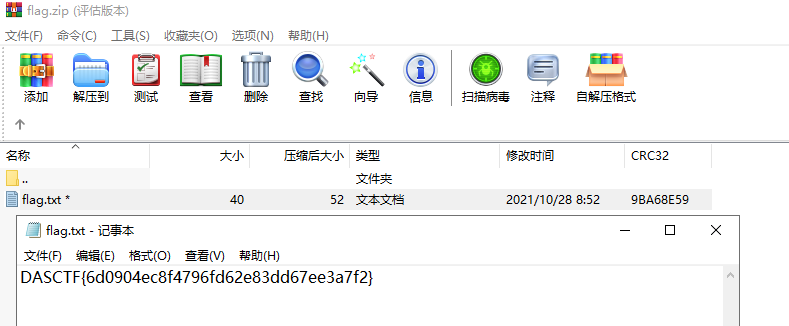 flag.zip (评估版本)
文件(F) 命令(C) 工具(S) 收藏夹(O) 选项(N) 帮助(H)
添加 解压到 测试 查看 删除 查找 向导 信息 扫描病毒 注释 自解压格式
名称 大小 压缩后大小 类型 修改时间 CRC32
.. 文件夹
flag.txt * 40 52 文本文档 2021/10/28 8:52 9BA68E59
flag.txt - 记事本
文件(F) 编辑(E) 格式(O) 查看(V) 帮助(H)
DASCTF{6d0904ec8f4796fd62e83dd67ee3a7f2}